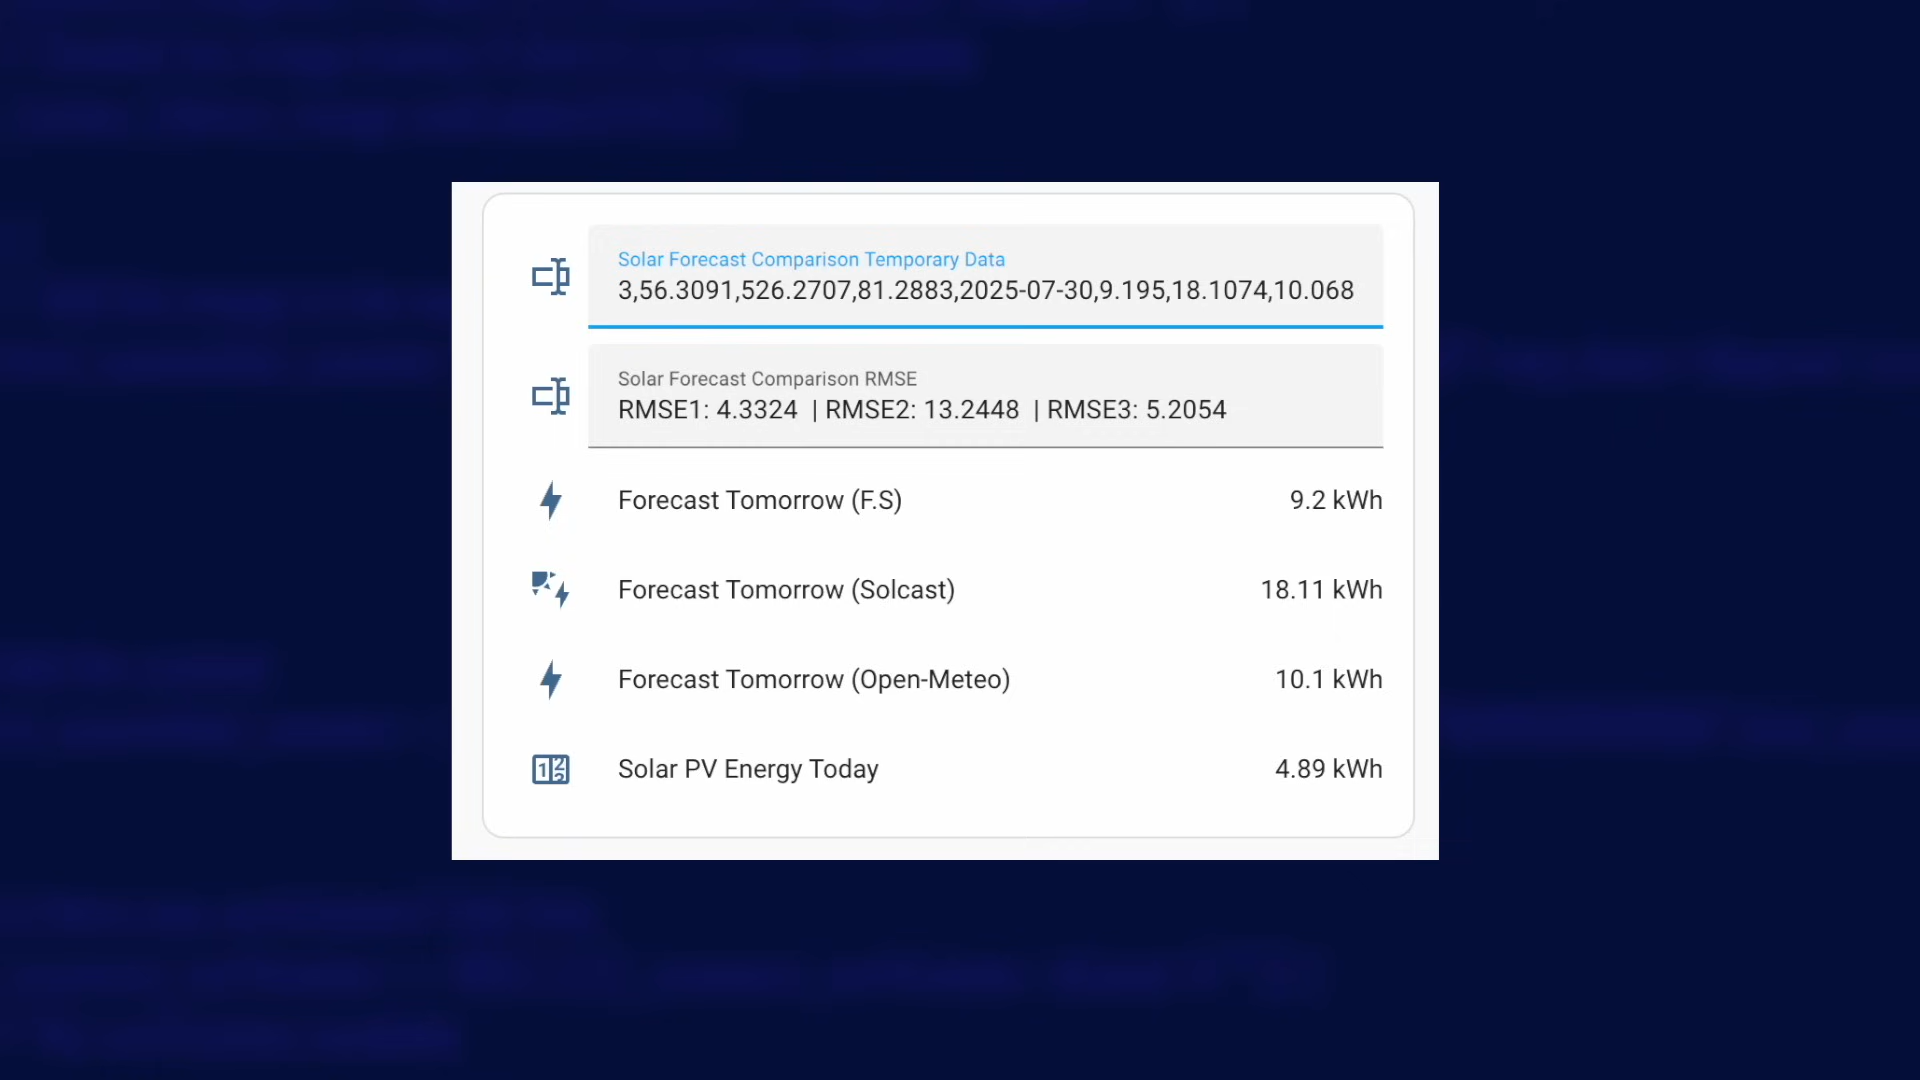 Solar Forecast Comparison Temporary Data
3,56.3091,526.2707,81.2883,2025-07-30,9.195,18.1074,10.068
Solar Forecast Comparison RMSE
RMSE1: 4.3324 | RMSE2: 13.2448 | RMSE3: 5.2054
Forecast Tomorrow (F.S) 9.2 kWh
Forecast Tomorrow (Solcast) 18.11 kWh
Forecast Tomorrow (Open-Meteo) 10.1 kWh
Solar PV Energy Today 4.89 kWh